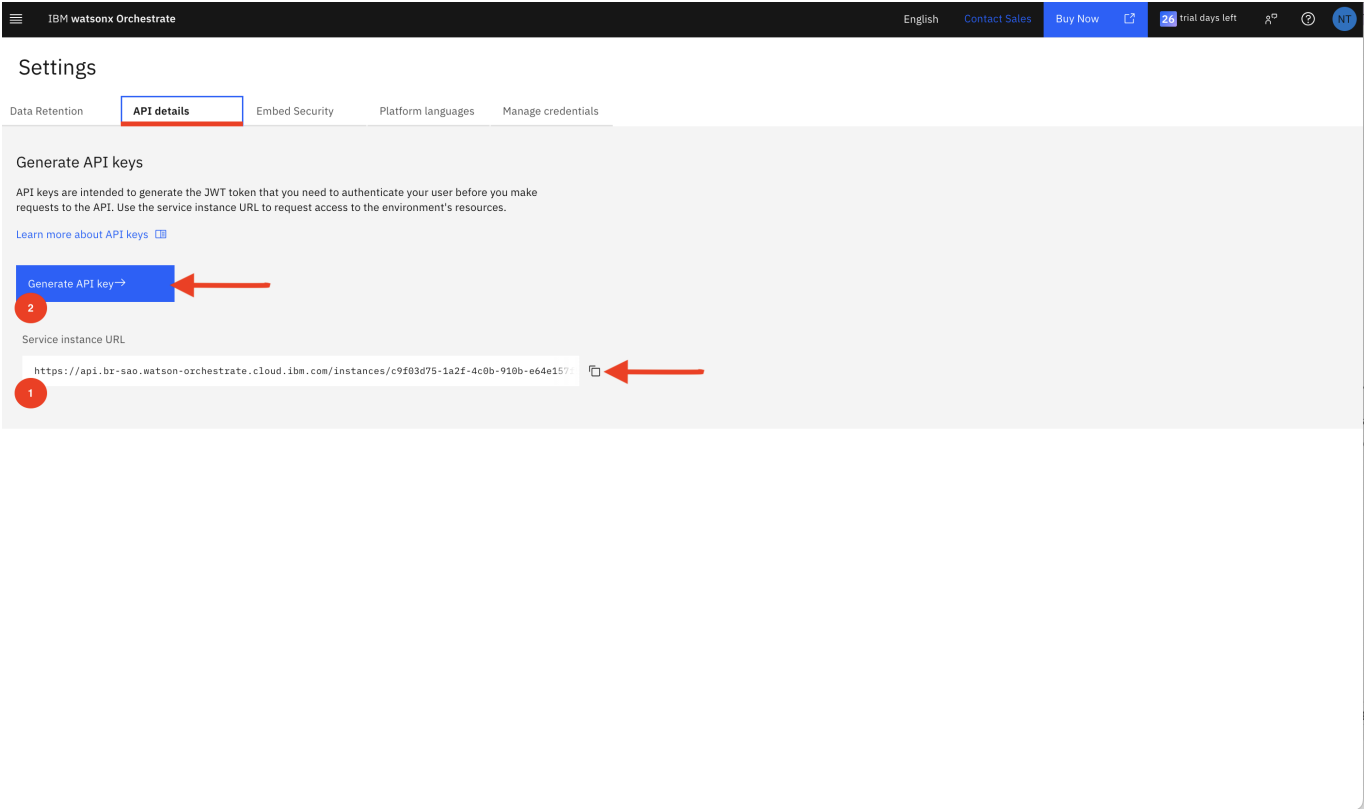 IBM watsonx Orchestrate
English
Contact Sales
Buy Now
26 trial days left
NT
Settings
Data Retention
API details
Embed Security
Platform languages
Manage credentials
Generate API keys
API keys are intended to generate the JWT token that you need to authenticate your user before you make
requests to the API. Use the service instance URL to request access to the environment's resources.
Learn more about API keys
Generate API key
2
Service instance URL
https://api.br-sao.watson-orchestrate.cloud.ibm.com/instances/c9f03d75-1a2f-4c0b-910b-e64e157
1